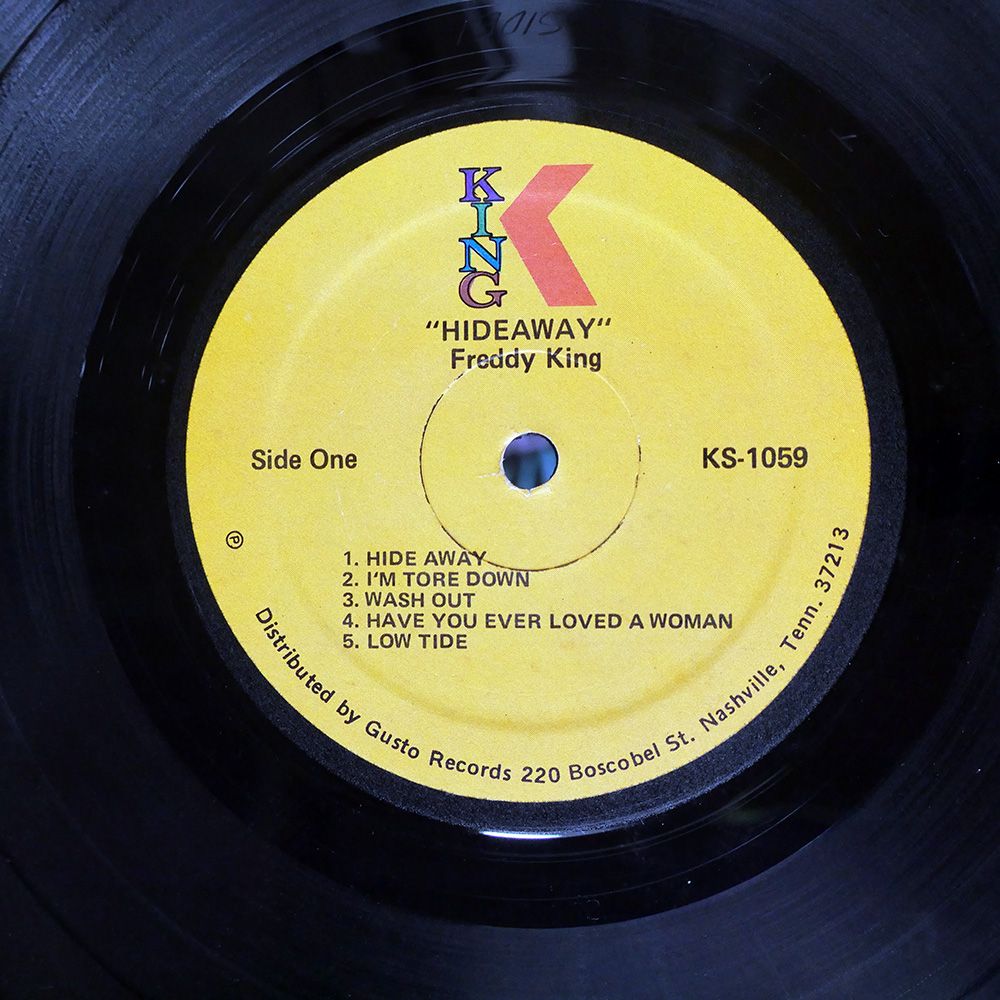 KING
"HIDEAWAY"
Freddy King
Side One
KS-1059
℗
1. HIDE AWAY
2. I'M TORE DOWN
3. WASH OUT
4. HAVE YOU EVER LOVED A WOMAN
5. LOW TIDE
Distributed by Gusto Records 220 Boscobel St. Nashville, Tenn. 37213